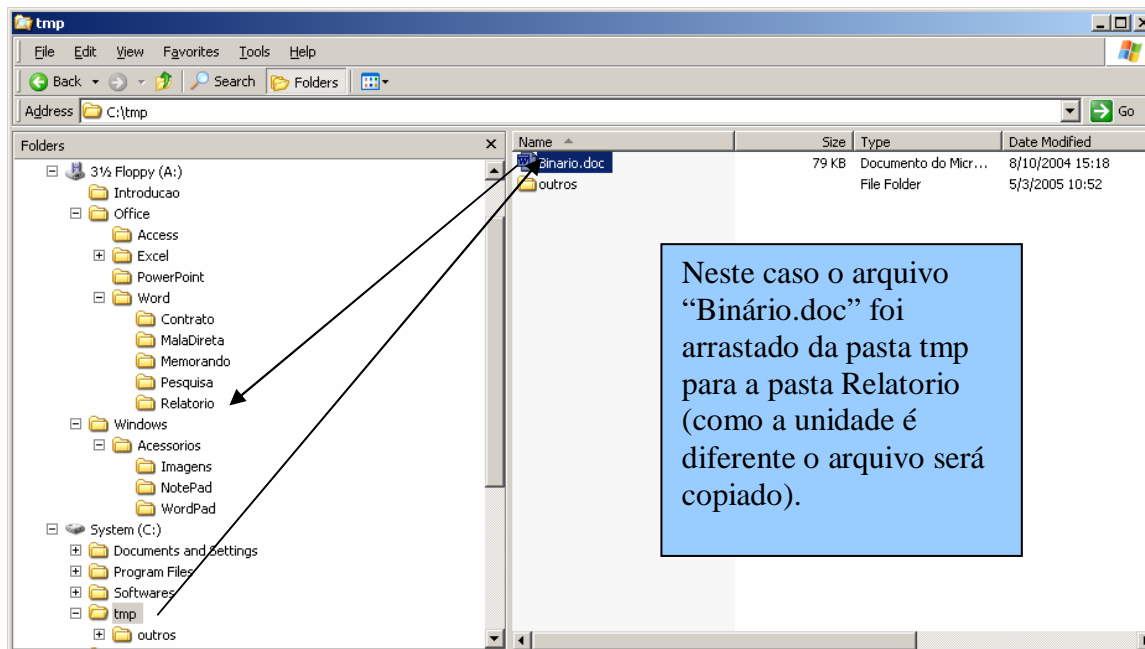 tmp
File Edit View Favorites Tools Help
Back Search Folders
Address C:\tmp Go
Folders
3½ Floppy (A:)
Introducao
Office
Access
Excel
PowerPoint
Word
Contrato
MalaDireta
Memorando
Pesquisa
Relatorio
Windows
Acessorios
Imagens
NotePad
WordPad
System (C:)
Documents and Settings
Program Files
Softwares
tmp
outros
Name Size Type Date Modified
Binario.doc 79 KB Documento do Micr... 8/10/2004 15:18
outros File Folder 5/3/2005 10:52
Neste caso o arquivo
“Binário.doc” foi
arrastado da pasta tmp
para a pasta Relatorio
(como a unidade é
diferente o arquivo será
copiado).